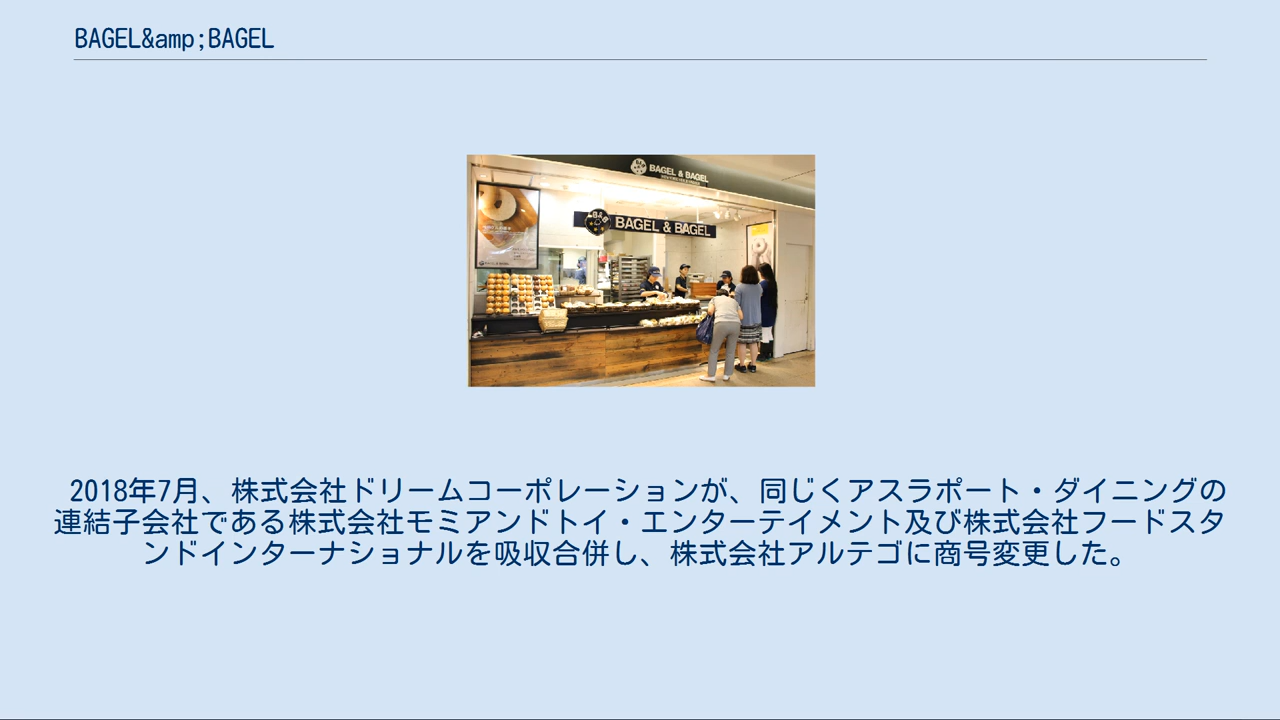 BAGEL&amp;BAGEL
BAGEL & BAGEL
B&B
BAGEL & BAGEL
2018年7月、株式会社ドリームコーポレーションが、同じくアスラポート・ダイニングの
連結子会社である株式会社モミアンドトイ・エンターテイメント及び株式会社フードスタ
ンドインターナショナルを吸収合併し、株式会社アルテゴに商号変更した。